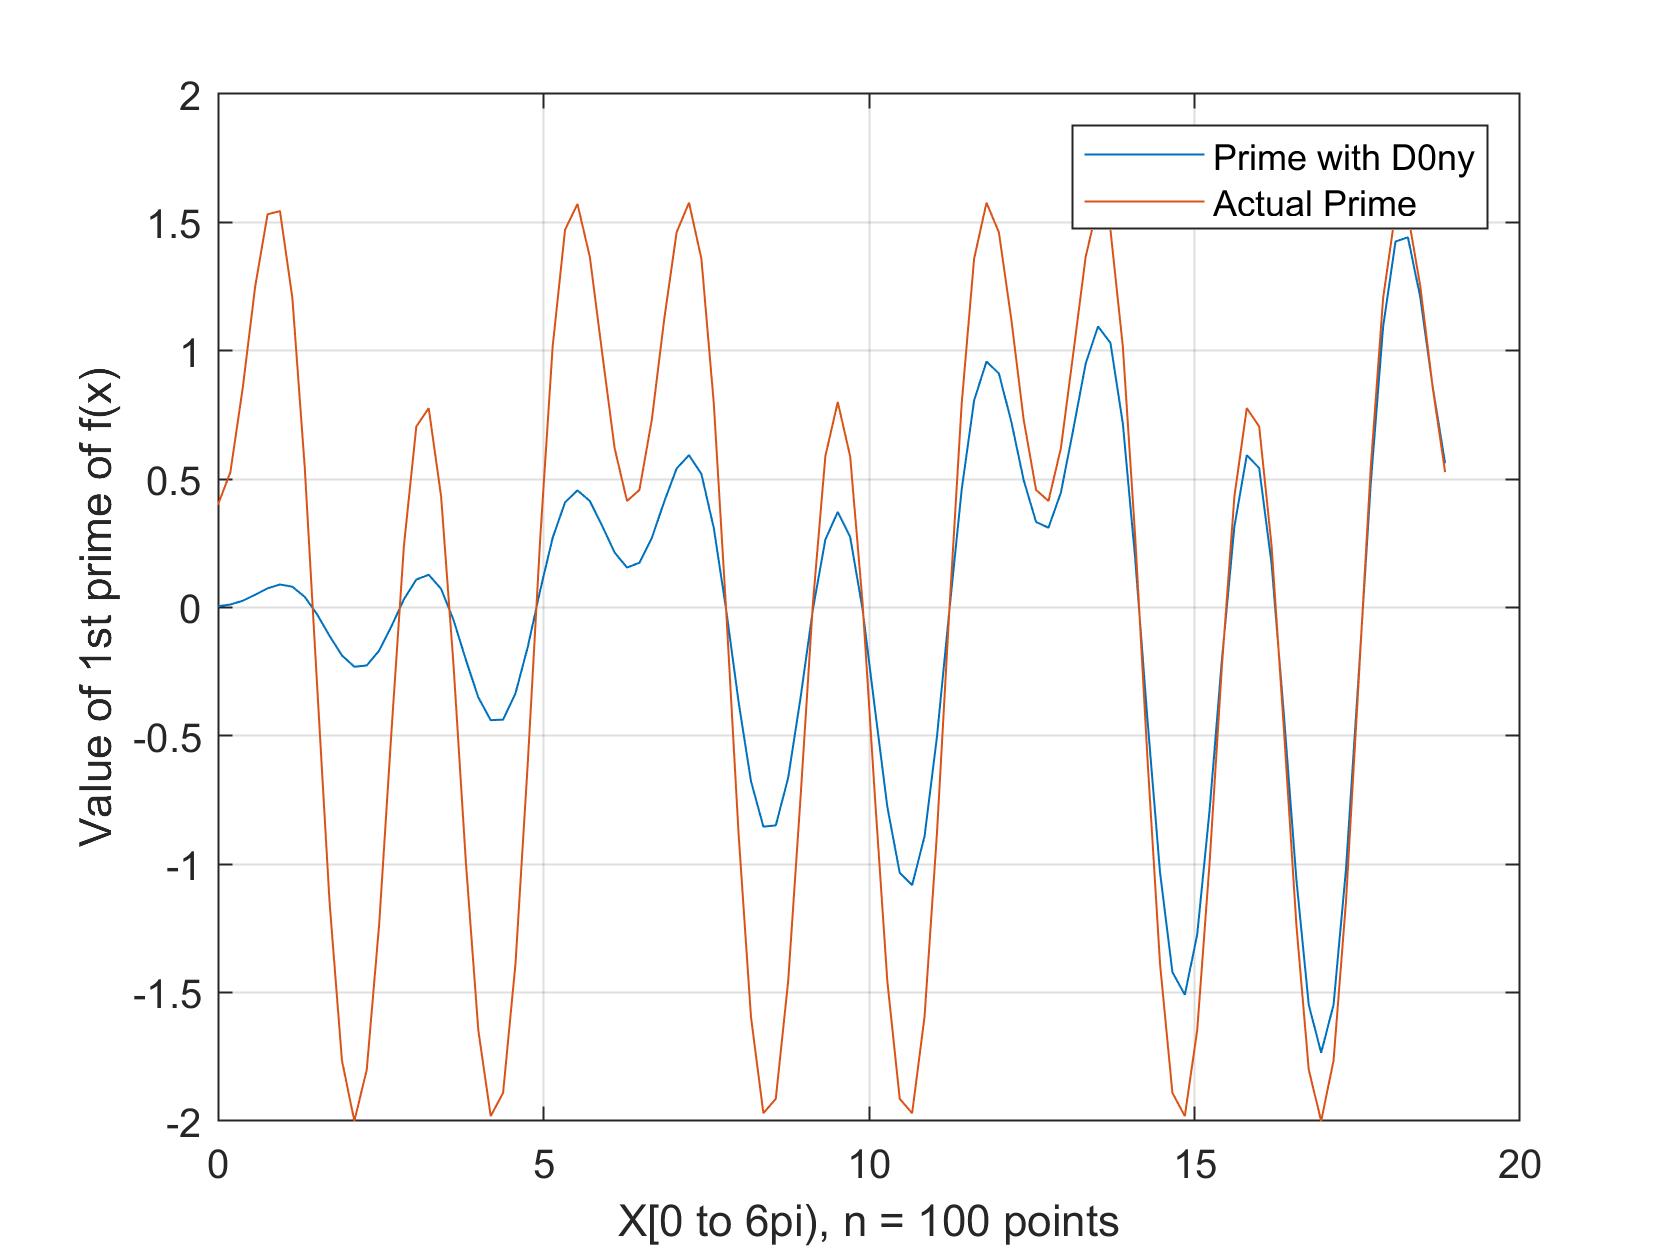 2
1.5
1
0.5
0
-0.5
-1
-1.5
-2
Value of 1st prime of f(x)
Prime with D0ny
Actual Prime
0 5 10 15 20
X[0 to 6pi), n = 100 points